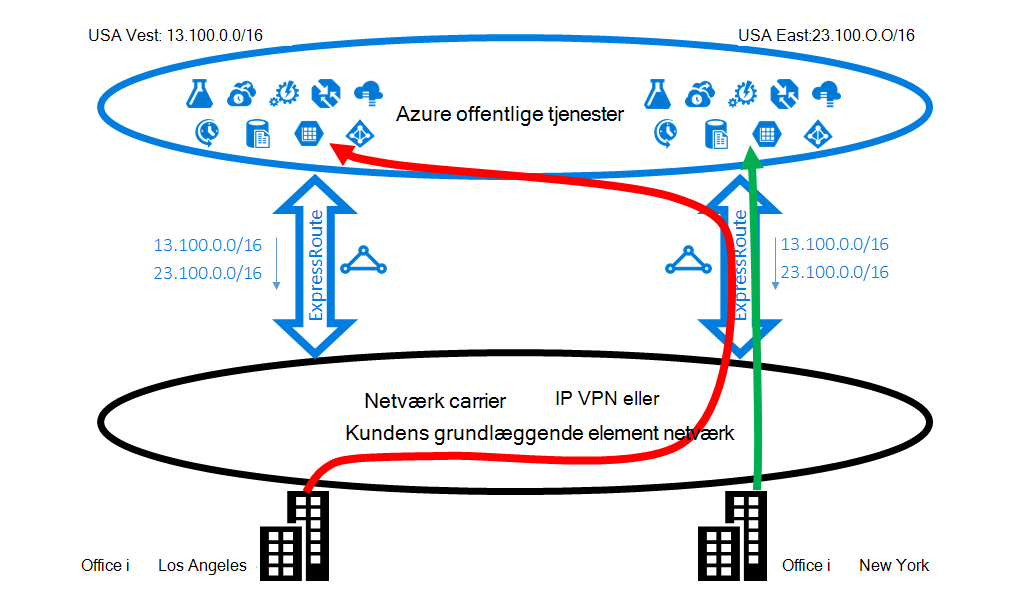 USA Vest: 13.100.0.0/16
USA East:23.100.O.O/16
Azure offentlige tjenester
ExpressRoute
13.100.0.0/16
23.100.0.0/16
ExpressRoute
13.100.0.0/16
23.100.0.0/16
Netværk carrier IP VPN eller
Kundens grundlæggende element netværk
Office i Los Angeles
Office i New York